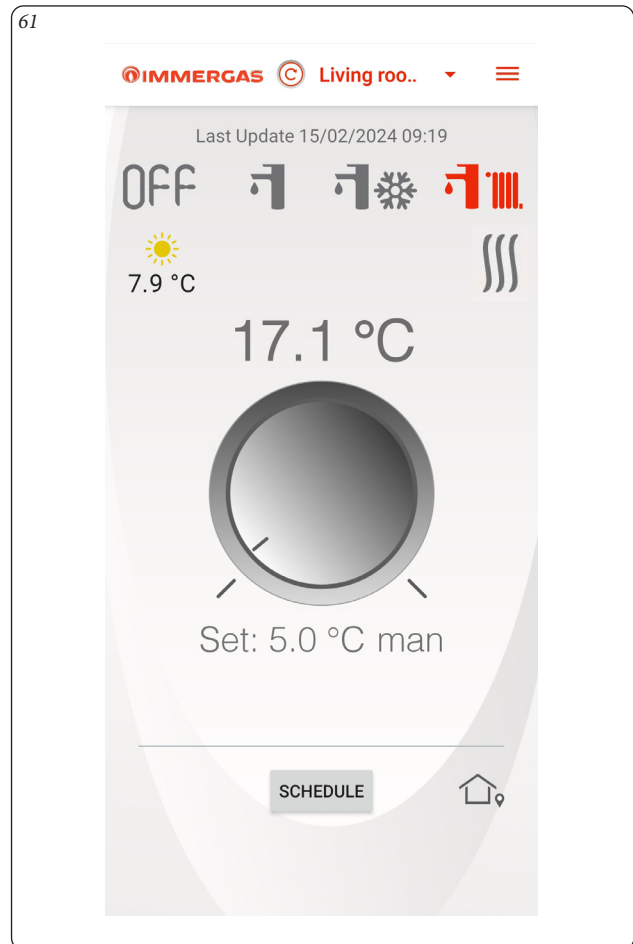 61
IMMERGAS C Living roo..
Last Update 15/02/2024 09:19
OFF
7.9 °C
17.1 °C
Set: 5.0 °C man
SCHEDULE